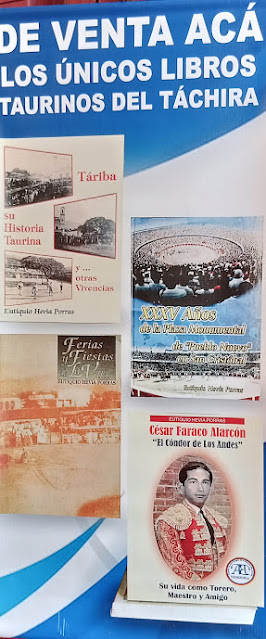 DE VENTA ACÁ
LOS ÚNICOS LIBROS
TAURINOS DEL TÁCHIRA
Táriba
su
Historia
Taurina
y ...
otras
Vivencias
Eutiquio Hevia Porras
XXXV Años
de la Plaza Monumental
de "Pueblo Nuevo"
en San Cristóbal
Eutiquio Hevia Porras
Ferias
y Fiestas
EUTIQUIO HEVIA PORRAS
EUTIQUIO HEVIA PORRAS
César Faraco Alarcón
"El Cóndor de Los Andes"
Su vida como Torero,
Maestro y Amigo